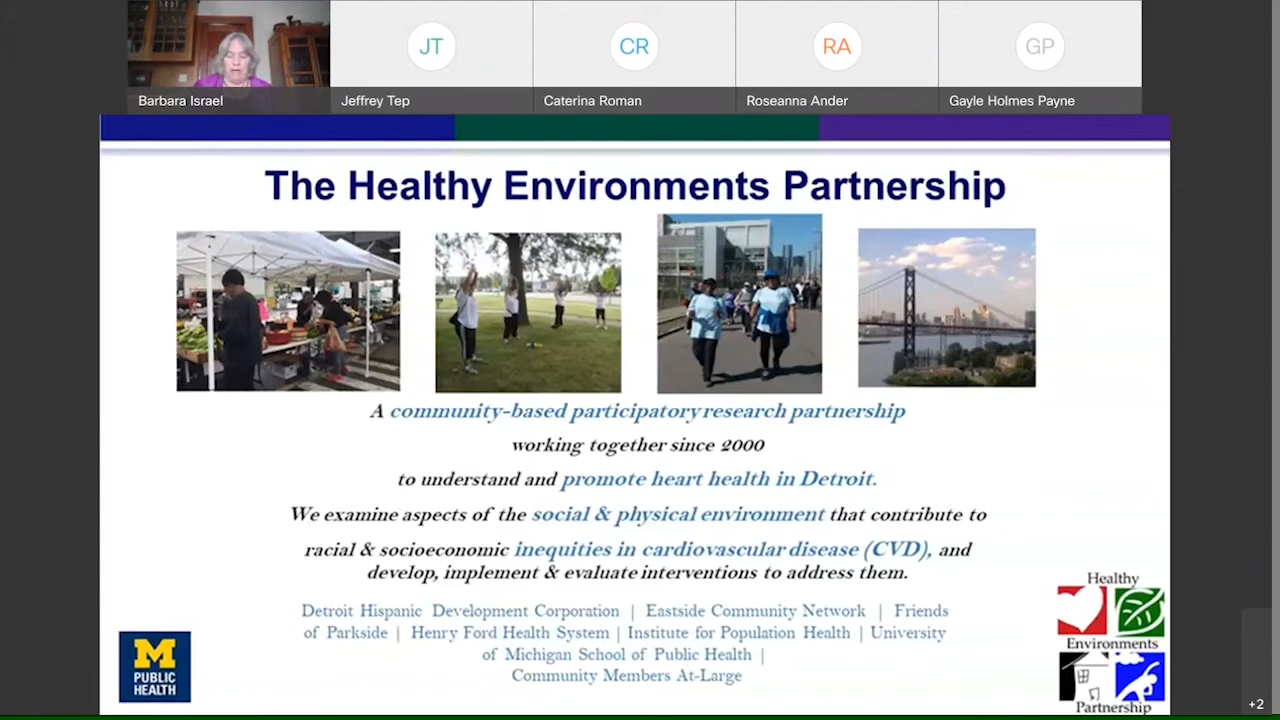 JT
CR
RA
GP
Barbara Israel
Jeffrey Tep
Caterina Roman
Roseanna Ander
Gayle Holmes Payne
The Healthy Environments Partnership
A community-based participatory research partnership
working together since 2000
to understand and promote heart health in Detroit.
We examine aspects of the social & physical environment that contribute to
racial & socioeconomic inequities in cardiovascular disease (CVD), and
develop, implement & evaluate interventions to address them.
Detroit Hispanic Development Corporation | Eastside Community Network | Friends
of Parkside | Henry Ford Health System | Institute for Population Health | University
of Michigan School of Public Health |
Community Members At-Large
M
PUBLIC
HEALTH
Healthy
Environments
Partnership
+2